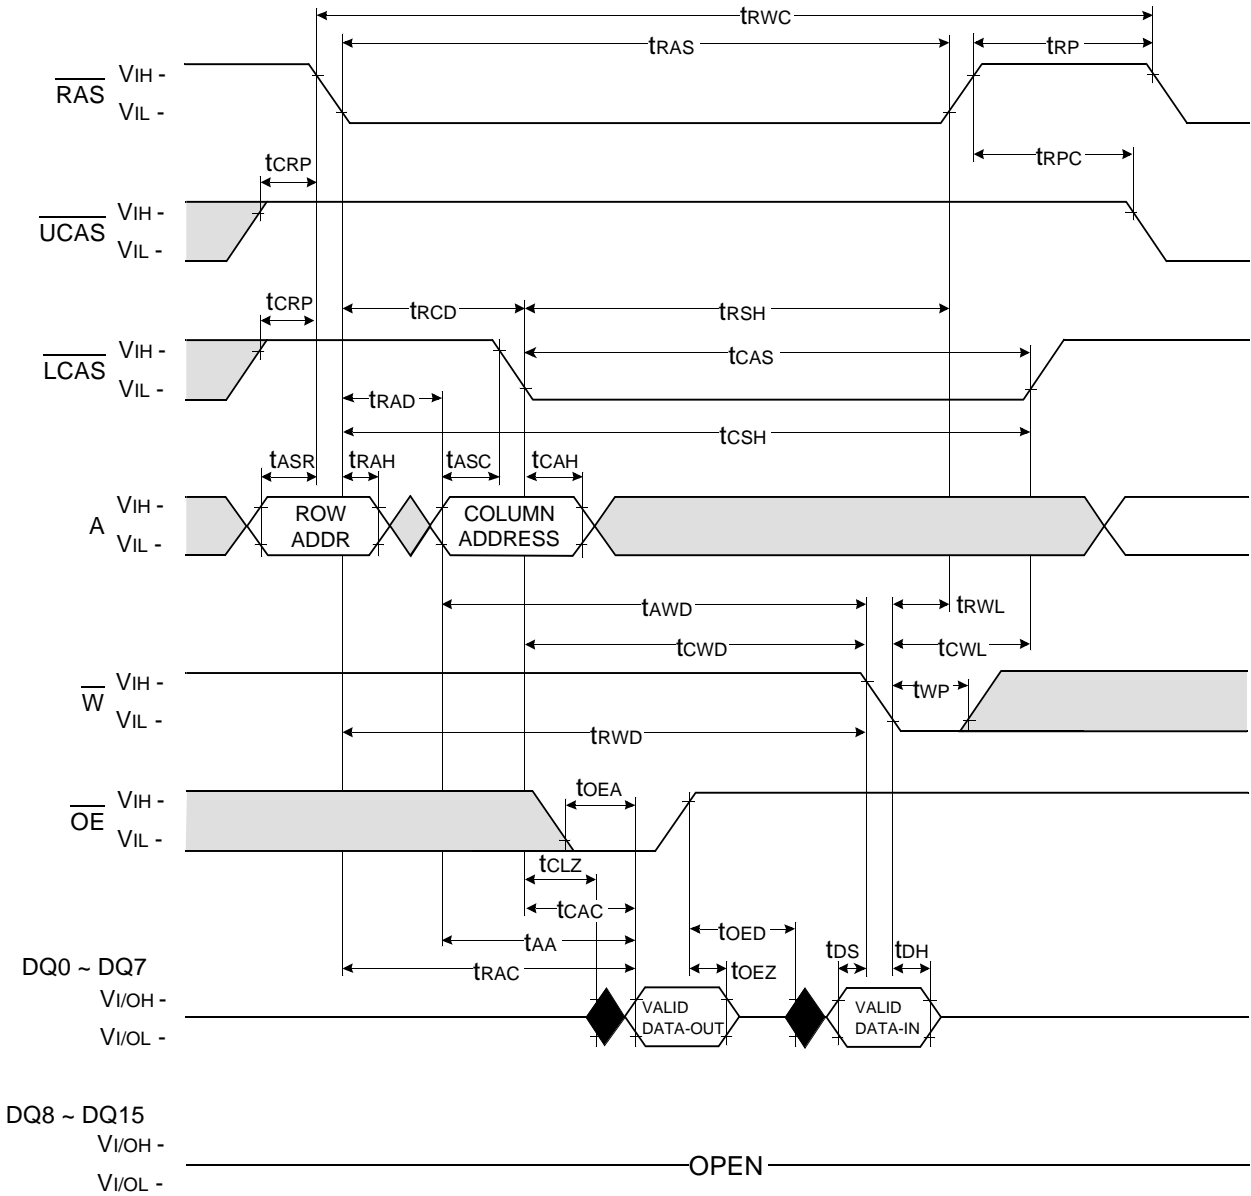 tRWC
tRAS
tRP
RAS
VIH -
VIL -
tCRP
tRPC
UCAS
VIH -
VIL -
tCRP
tRCD
tRSH
LCAS
VIH -
VIL -
tCAS
tRAD
tCSH
tASR
tRAH
tASC
tCAH
A
VIH -
VIL -
ROW
ADDR
COLUMN
ADDRESS
tAWD
tRWL
tCWD
tCWL
W
VIH -
VIL -
tWP
tRWD
OE
VIH -
VIL -
tOEA
tCLZ
tCAC
tOED
tAA
tDS
tDH
tRAC
tOEZ
DQ0 ~ DQ7
VI/OH -
VI/OL -
VALID
DATA-OUT
VALID
DATA-IN
DQ8 ~ DQ15
VI/OH -
VI/OL -
OPEN